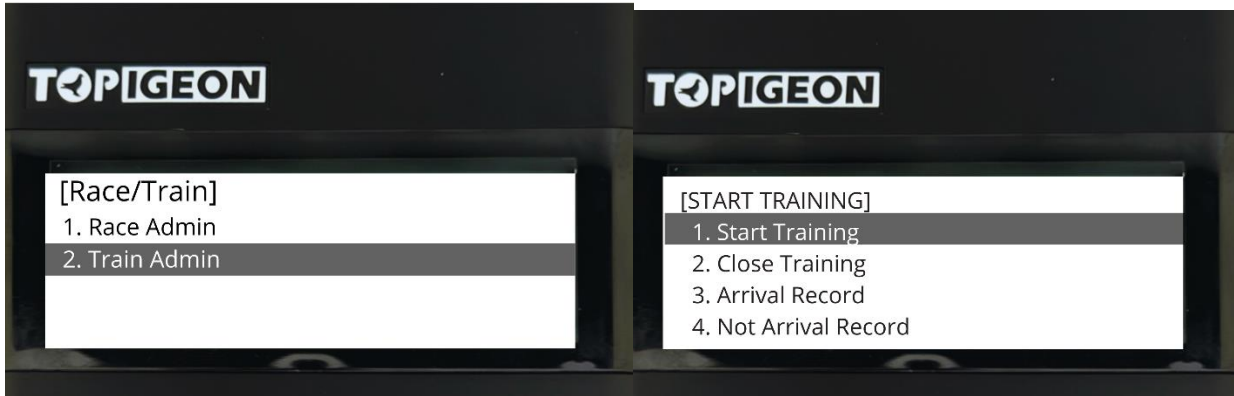 TOPIGEON
[Race/Train]
1. Race Admin
2. Train Admin
TOPIGEON
[START TRAINING]
1. Start Training
2. Close Training
3. Arrival Record
4. Not Arrival Record